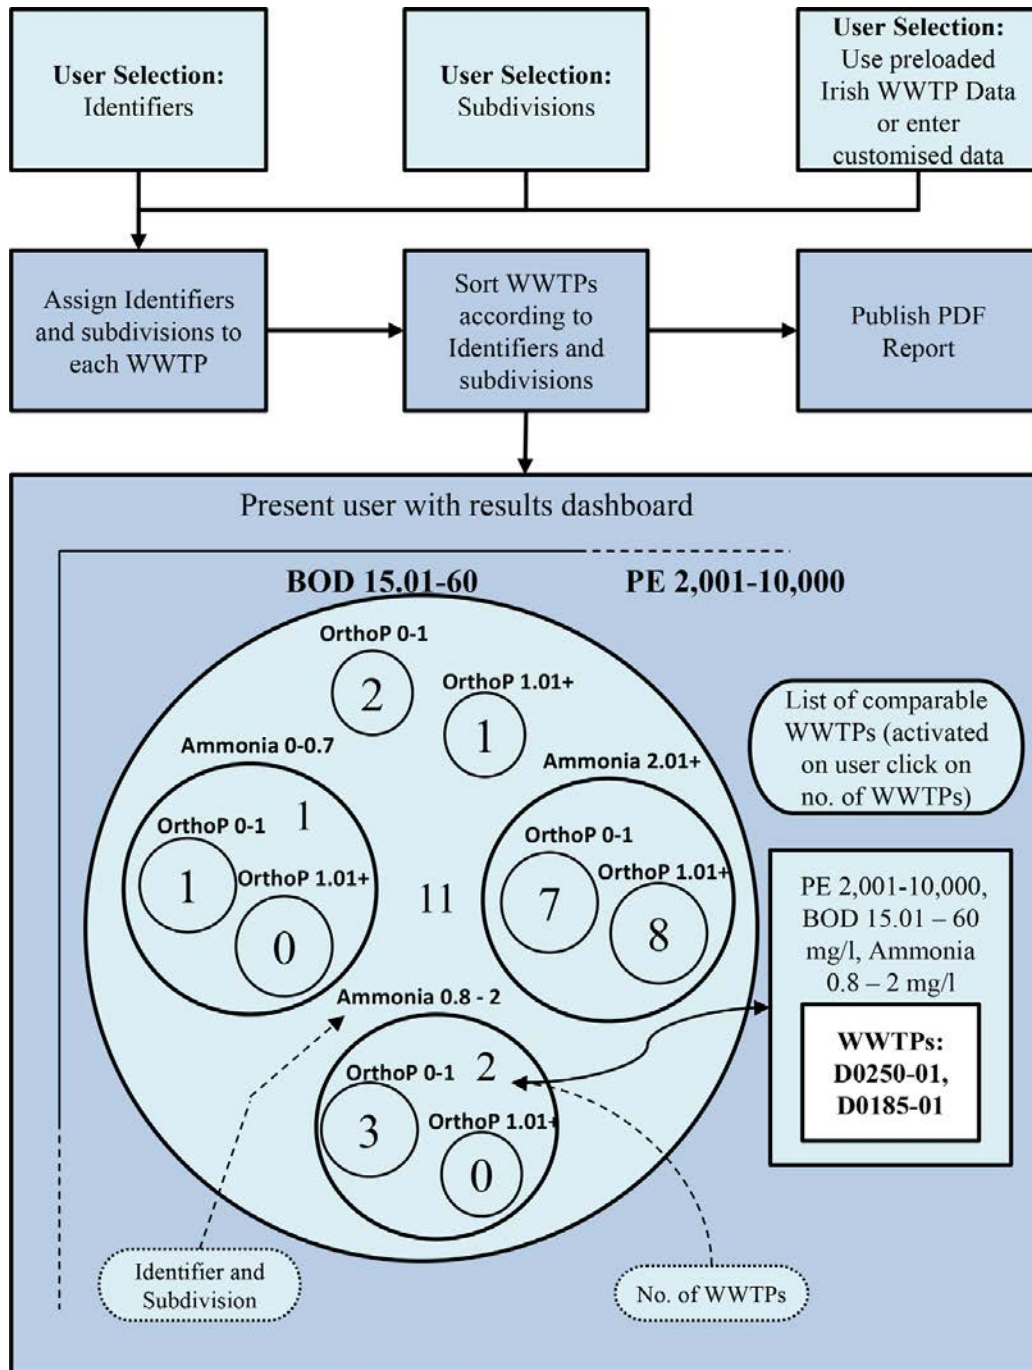 User Selection:
Identifiers
User Selection:
Subdivisions
User Selection:
Use preloaded
Irish WWTP Data
or enter
customised data
Assign Identifiers
and subdivisions to
each WWTP
Sort WWTPs
according to
Identifiers and
subdivisions
Publish PDF
Report
Present user with results dashboard
BOD 15.01-60
PE 2,001-10,000
OrthoP 0-1
2
OrthoP 1.01+
1
Ammonia 0-0.7
1
OrthoP 0-1
1
OrthoP 1.01+
0
11
Ammonia 2.01+
OrthoP 0-1
7
OrthoP 1.01+
8
Ammonia 0.8 - 2
2
OrthoP 0-1
3
OrthoP 1.01+
0
List of comparable
WWTPs (activated
on user click on
no. of WWTPs)
PE 2,001-10,000,
BOD 15.01 – 60
mg/l, Ammonia
0.8 – 2 mg/l
WWTPs:
D0250-01,
D0185-01
Identifier and
Subdivision
No. of WWTPs